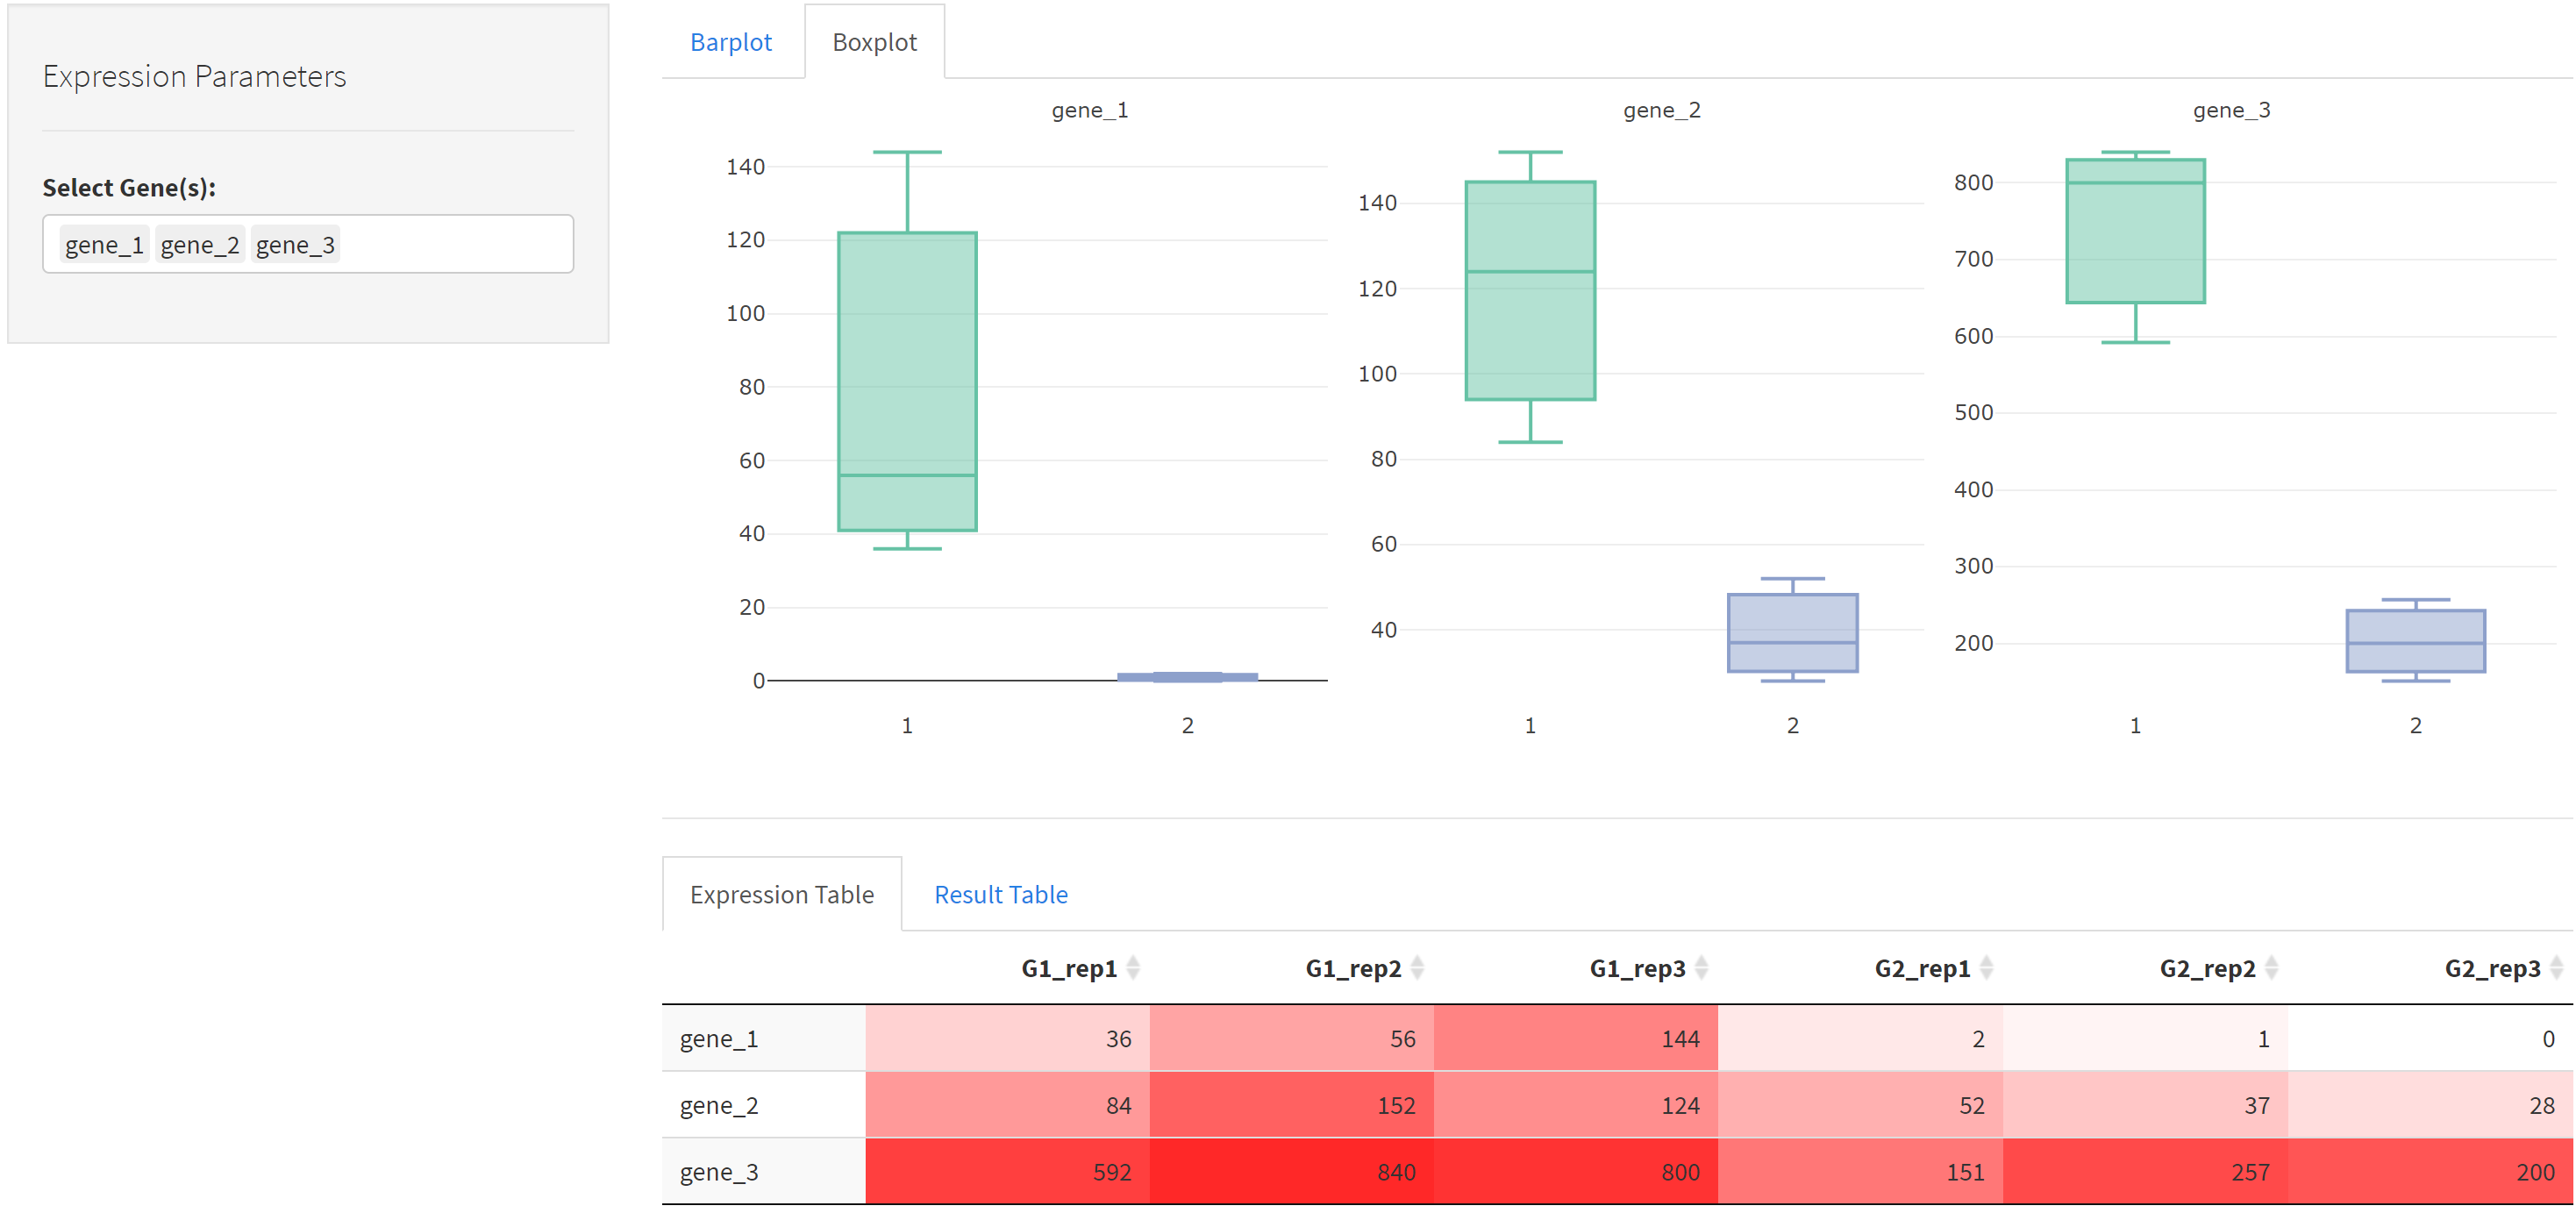 Expression Parameters
Select Gene(s):
gene_1 gene_2 gene_3
Barplot Boxplot
gene_1 gene_2 gene_3
140
120
100
80
60
40
20
0
1 2
140
120
100
80
60
40
1 2
800
700
600
500
400
300
200
1 2
Expression Table Result Table
G1_rep1 G1_rep2 G1_rep3 G2_rep1 G2_rep2 G2_rep3
gene_1 36 56 144 2 1 0
gene_2 84 152 124 52 37 28
gene_3 592 840 800 151 257 200